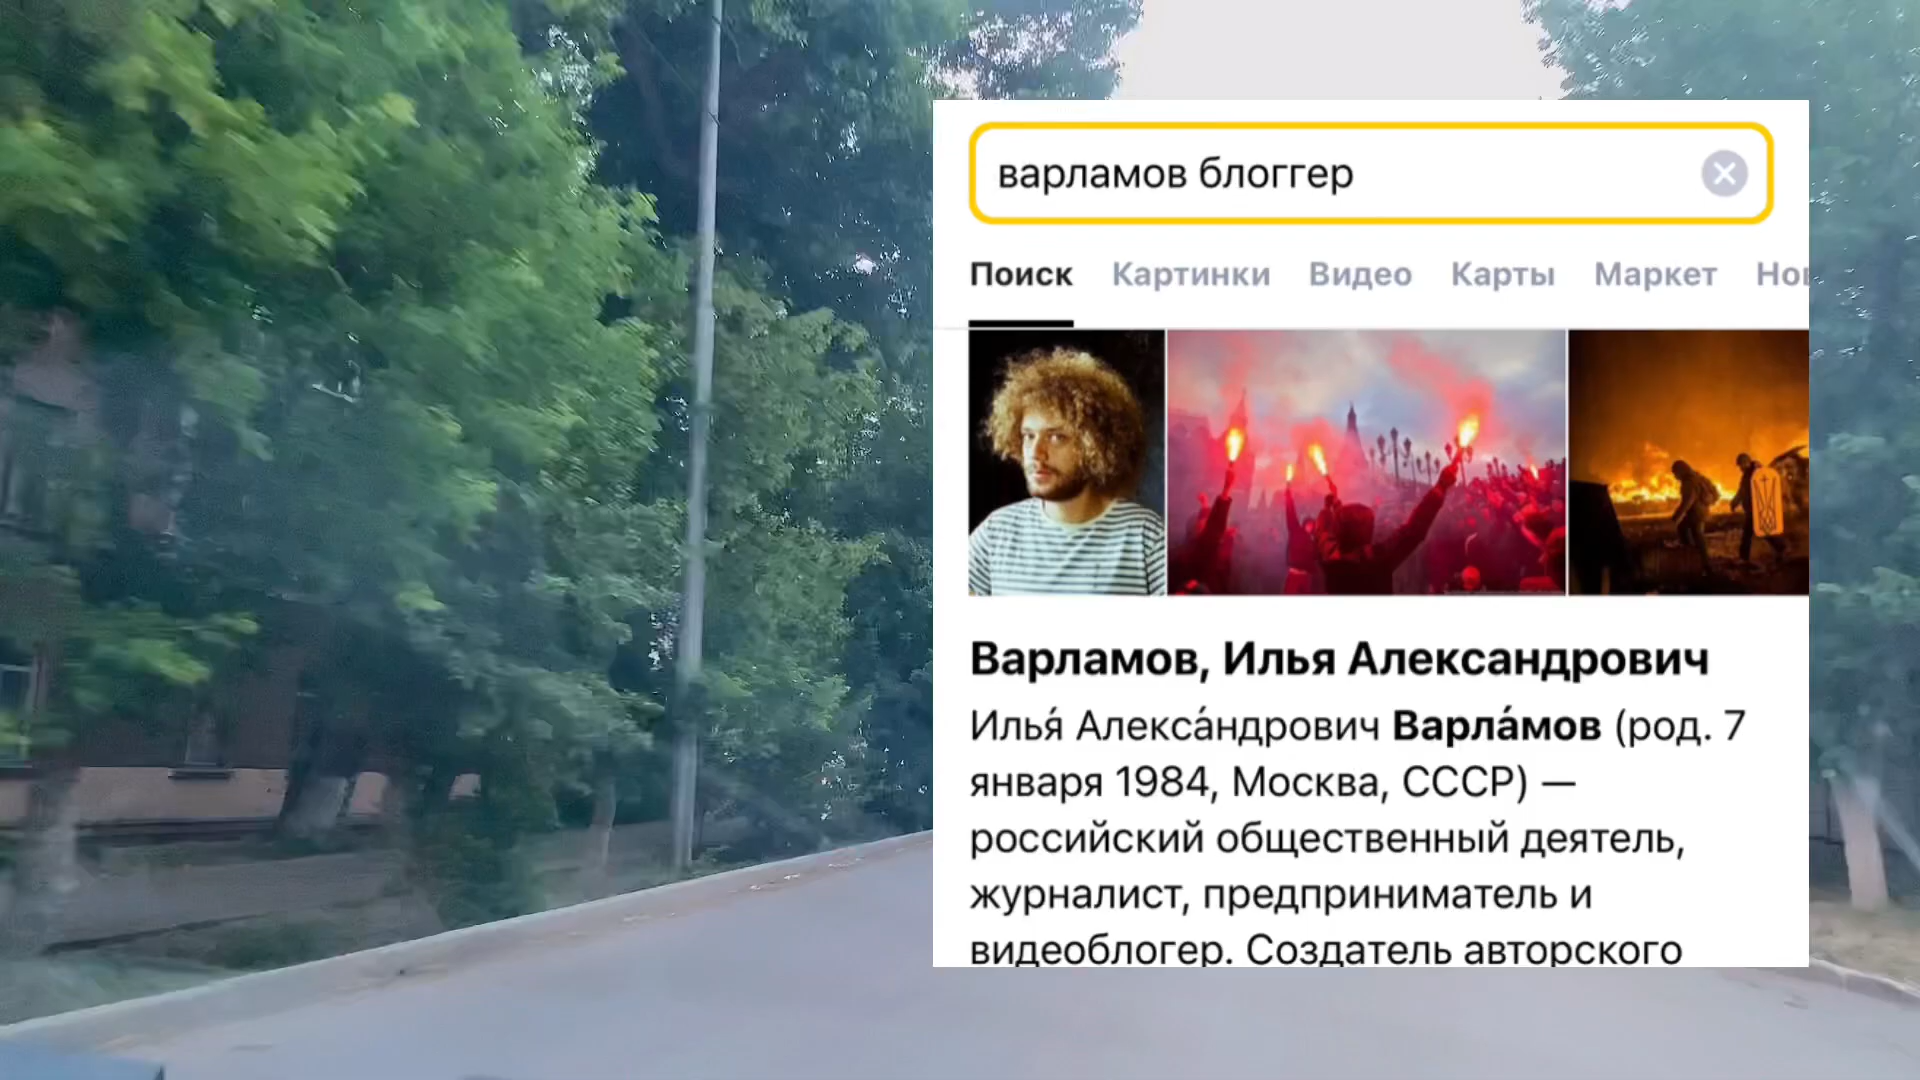 варламов блоггер
Поиск Картинки Видео Карты Маркет
Варламов, Илья Александрович
Илья́ Алекса́ндрович Варла́мов (род. 7
января 1984, Москва, СССР) —
российский общественный деятель,
журналист, предприниматель и
видеоблогер. Создатель авторского